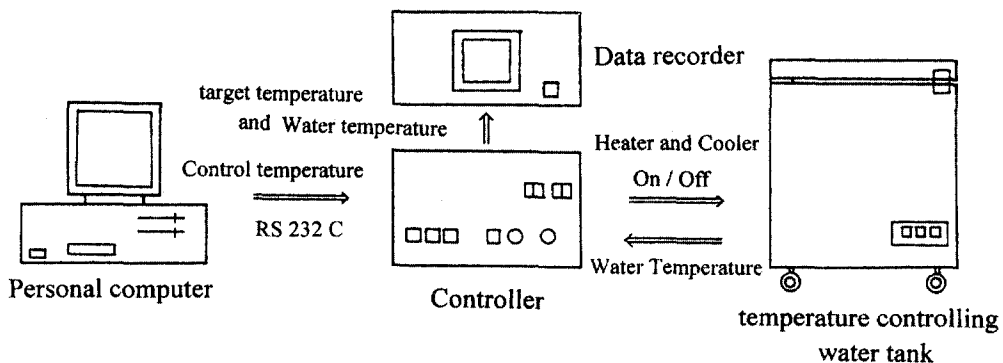 Data recorder
target temperature
and Water temperature
Control temperature
RS 232 C
Heater and Cooler
On / Off
Water Temperature
Personal computer
Controller
temperature controlling
water tank